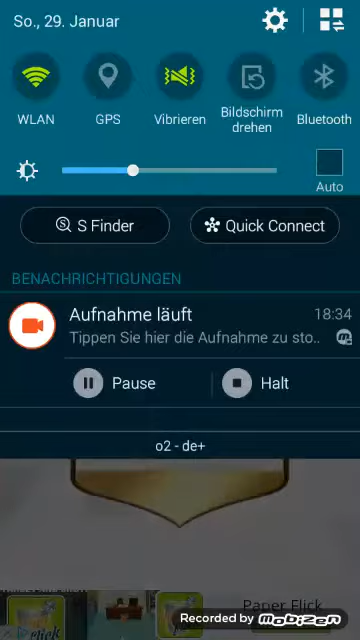 So., 29. Januar
WLAN
GPS
Vibrieren
Bildschirm
drehen
Bluetooth
Auto
S Finder
Quick Connect
BENACHRICHTIGUNGEN
Aufnahme läuft
18:34
Tippen Sie hier die Aufnahme zu sto..
Pause
Halt
o2 - de+
Paper Flick
Recorded by mobizen